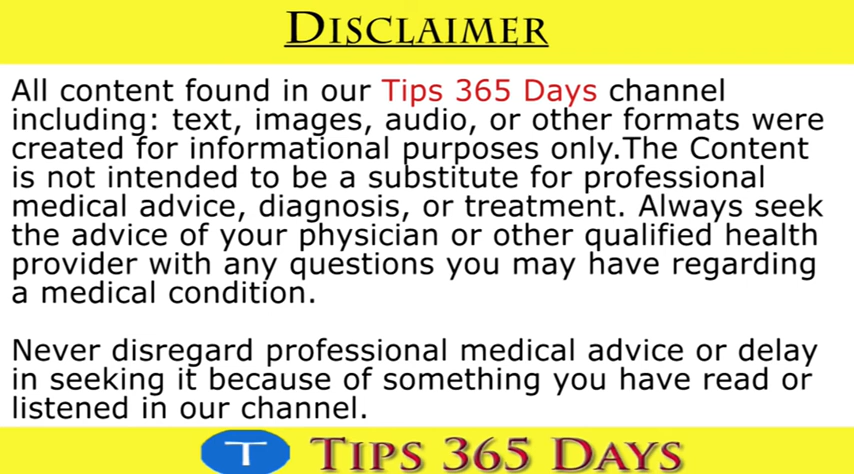 DISCLAIMER
All content found in our Tips 365 Days channel
including: text, images, audio, or other formats were
created for informational purposes only.The Content
is not intended to be a substitute for professional
medical advice, diagnosis, or treatment. Always seek
the advice of your physician or other qualified health
provider with any questions you may have regarding
a medical condition.
Never disregard professional medical advice or delay
in seeking it because of something you have read or
listened in our channel.
T TIPS 365 DAYS